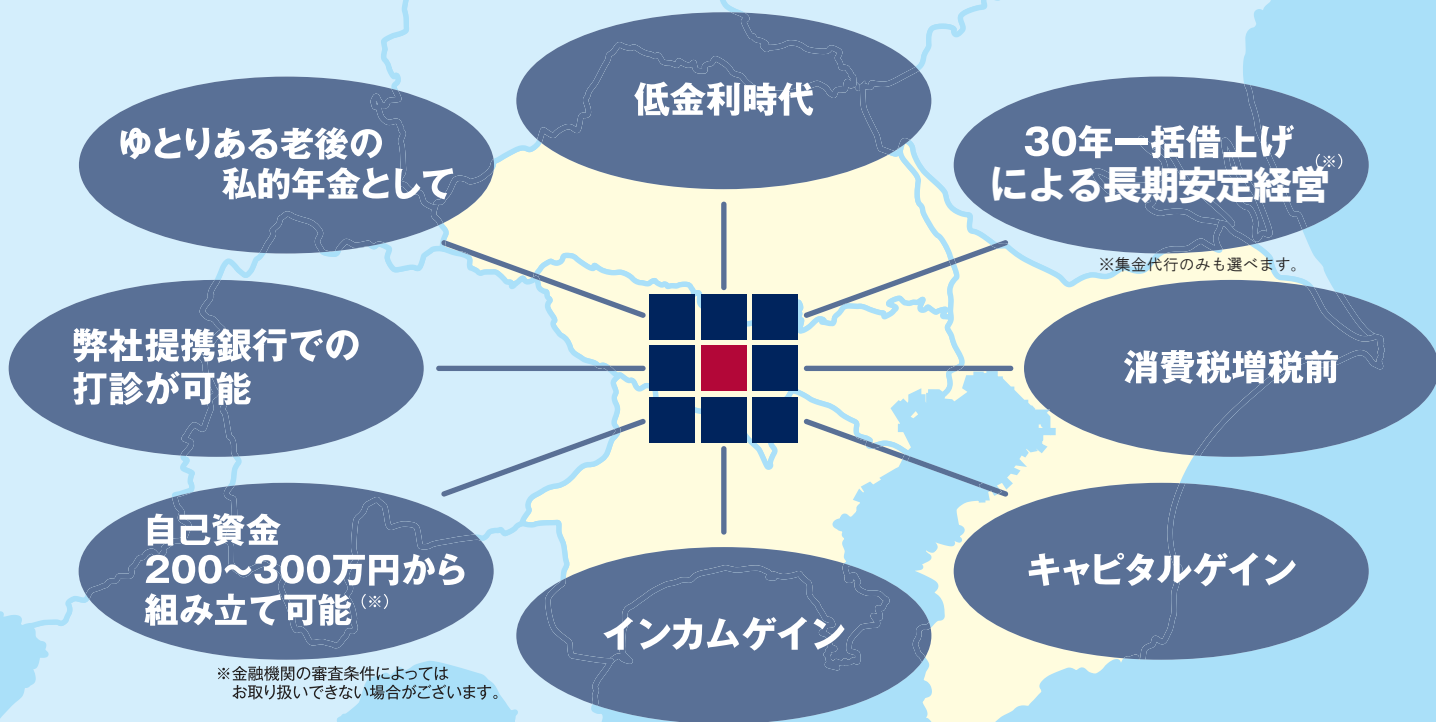 低金利時代
ゆとりある老後の
私的年金として
30年一括借上げ
による長期安定経営(※)
※集金代行のみも選べます。
弊社提携銀行での
打診が可能
消費税増税前
自己資金
200〜300万円から
組み立て可能(※)
※金融機関の審査条件によっては
お取り扱いできない場合がございます。
インカムゲイン
キャピタルゲイン